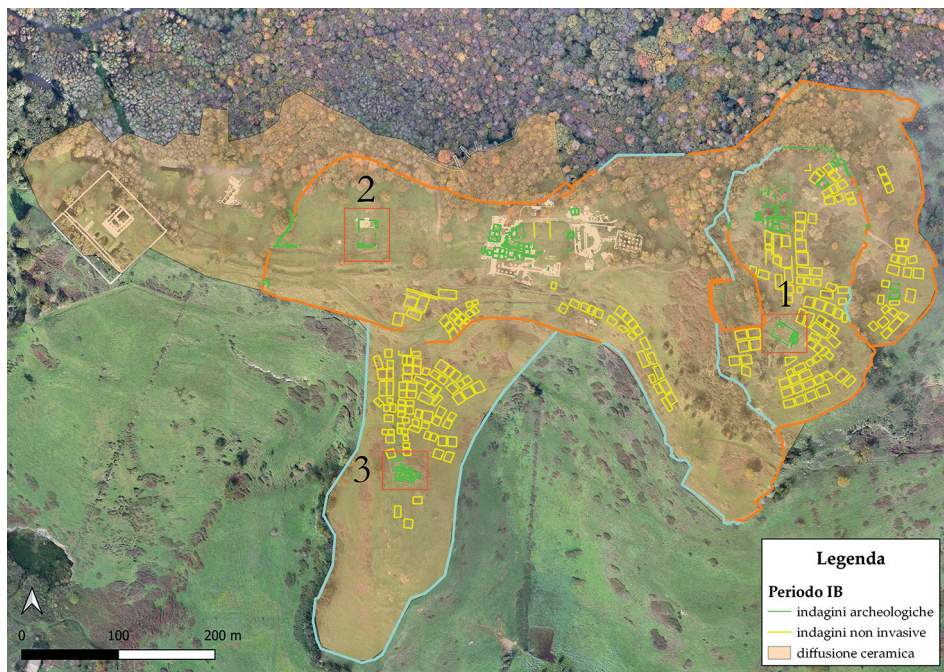 2
1
3
0 100 200 m
Legenda
Periodo IB
indagini archeologiche
indagini non invasive
diffusione ceramica